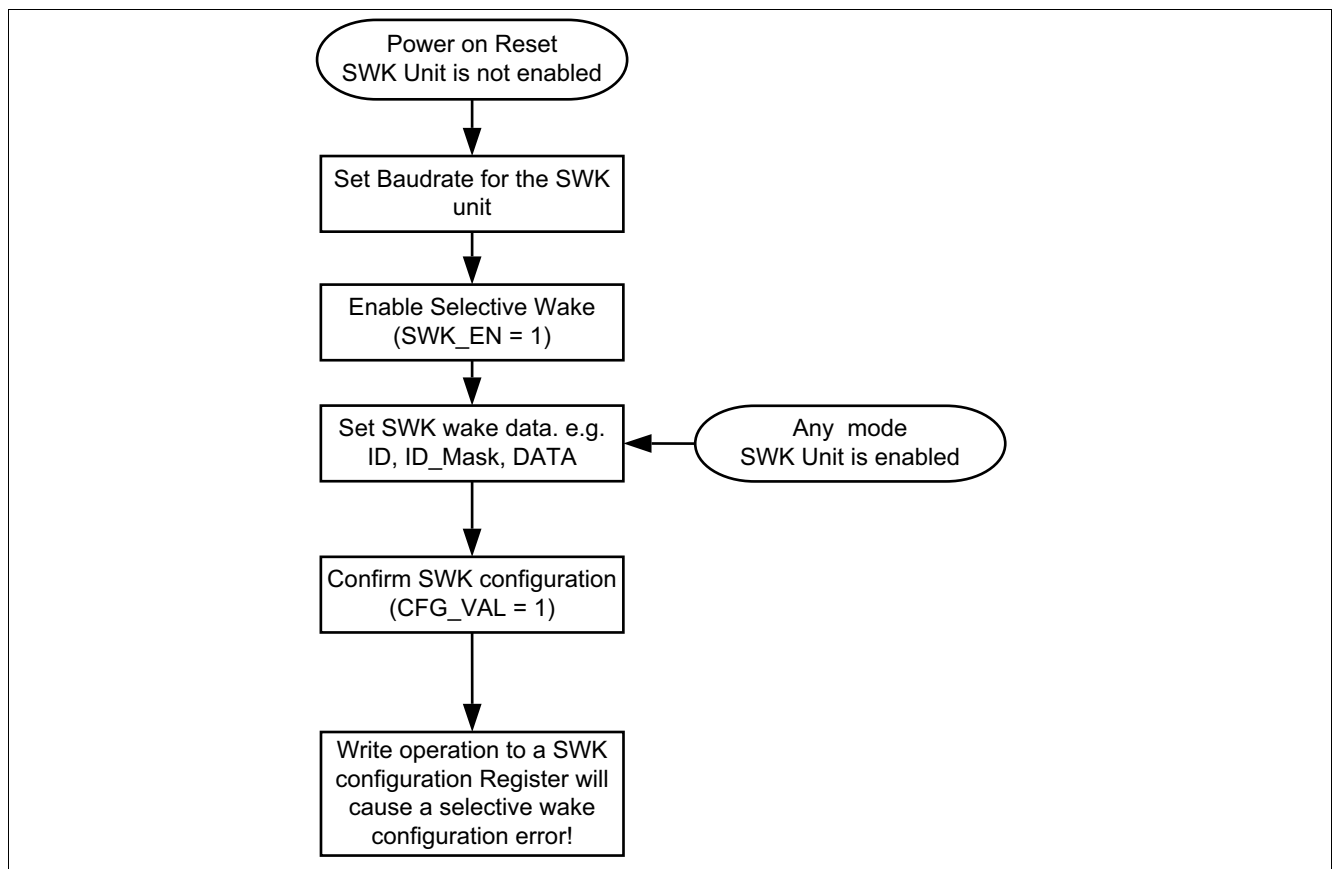 Power on Reset
SWK Unit is not enabled
Set Baudrate for the SWK
unit
Enable Selective Wake
(SWK_EN = 1)
Set SWK wake data. e.g.
ID, ID_Mask, DATA
Any mode
SWK Unit is enabled
Confirm SWK configuration
(CFG_VAL = 1)
Write operation to a SWK
configuration Register will
cause a selective wake
configuration error!